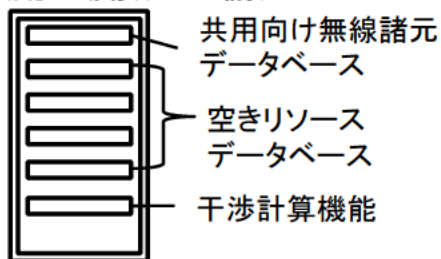 共用向け無線諸元
データベース
空きリソース
データベース
干渉計算機能